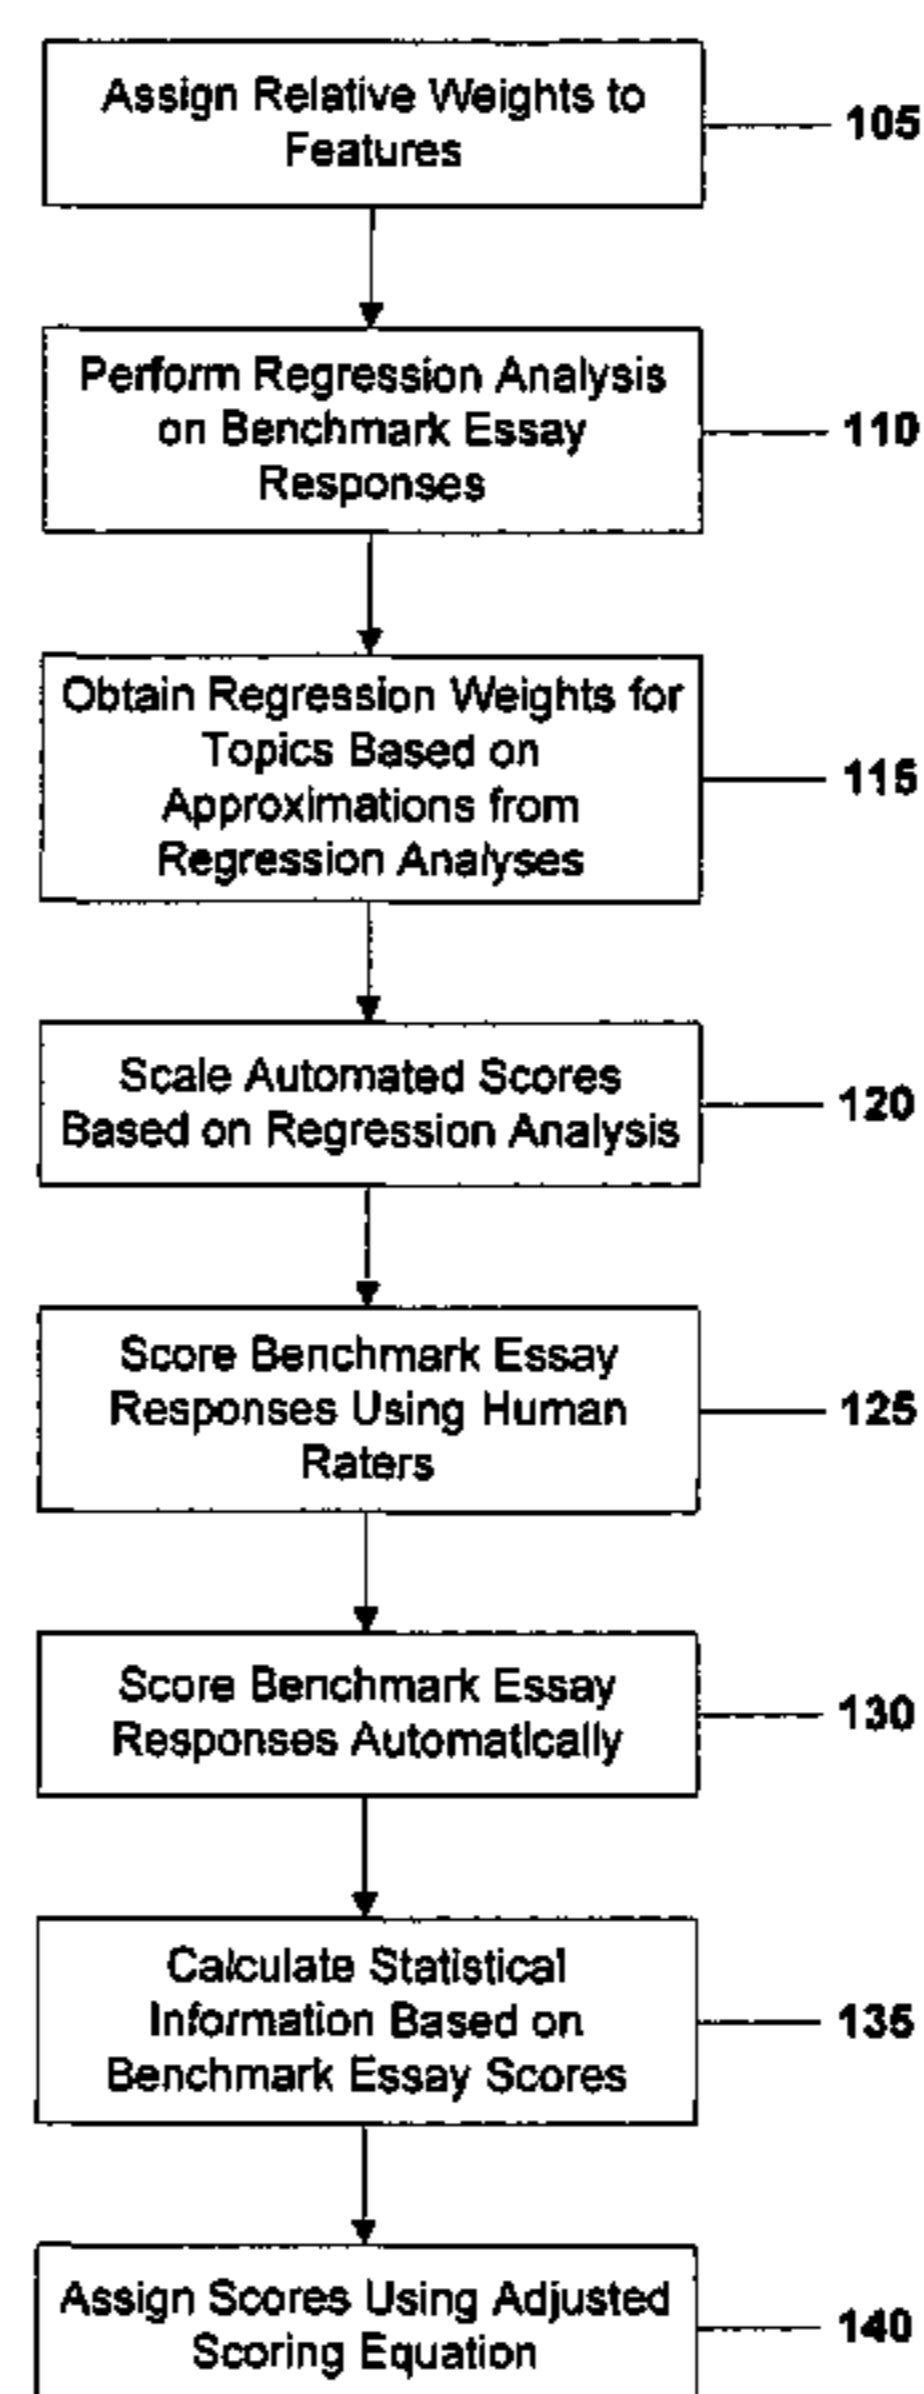 Assign Relative Weights to
Features
105
Perform Regression Analysis
on Benchmark Essay
Responses
110
Obtain Regression Weights for
Topics Based on
Approximations from
Regression Analyses
115
Scale Automated Scores
Based on Regression Analysis
120
Score Benchmark Essay
Responses Using Human
Raters
125
Score Benchmark Essay
Responses Automatically
130
Calculate Statistical
Information Based on
Benchmark Essay Scores
135
Assign Scores Using Adjusted
Scoring Equation
140